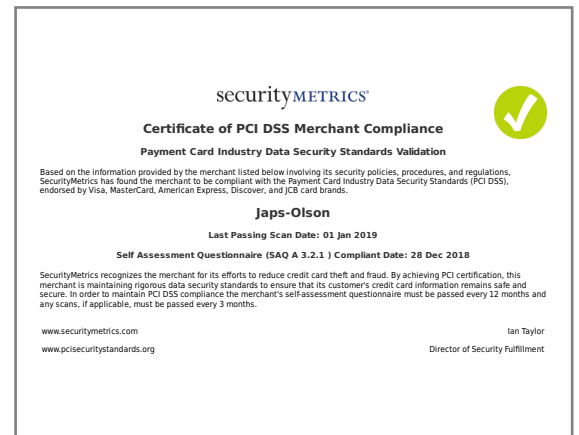 securityMETRICS®
Certificate of PCI DSS Merchant Compliance
Payment Card Industry Data Security Standards Validation
Based on the information provided by the merchant listed below involving its security policies, procedures, and regulations,
SecurityMetrics has found the merchant to be compliant with the Payment Card Industry Data Security Standards (PCI DSS),
endorsed by Visa, MasterCard, American Express, Discover, and JCB card brands.
Japs-Olson
Last Passing Scan Date: 01 Jan 2019
Self Assessment Questionnaire (SAQ A 3.2.1 ) Compliant Date: 28 Dec 2018
SecurityMetrics recognizes the merchant for its efforts to reduce credit card theft and fraud. By achieving PCI certification, this
merchant is maintaining rigorous data security standards to ensure that its customer's credit card information remains safe and
secure. In order to maintain PCI DSS compliance the merchant's self-assessment questionnaire must be passed every 12 months and
any scans, if applicable, must be passed every 3 months.
www.securitymetrics.com Ian Taylor
www.pcisecuritystandards.org Director of Security Fulfillment